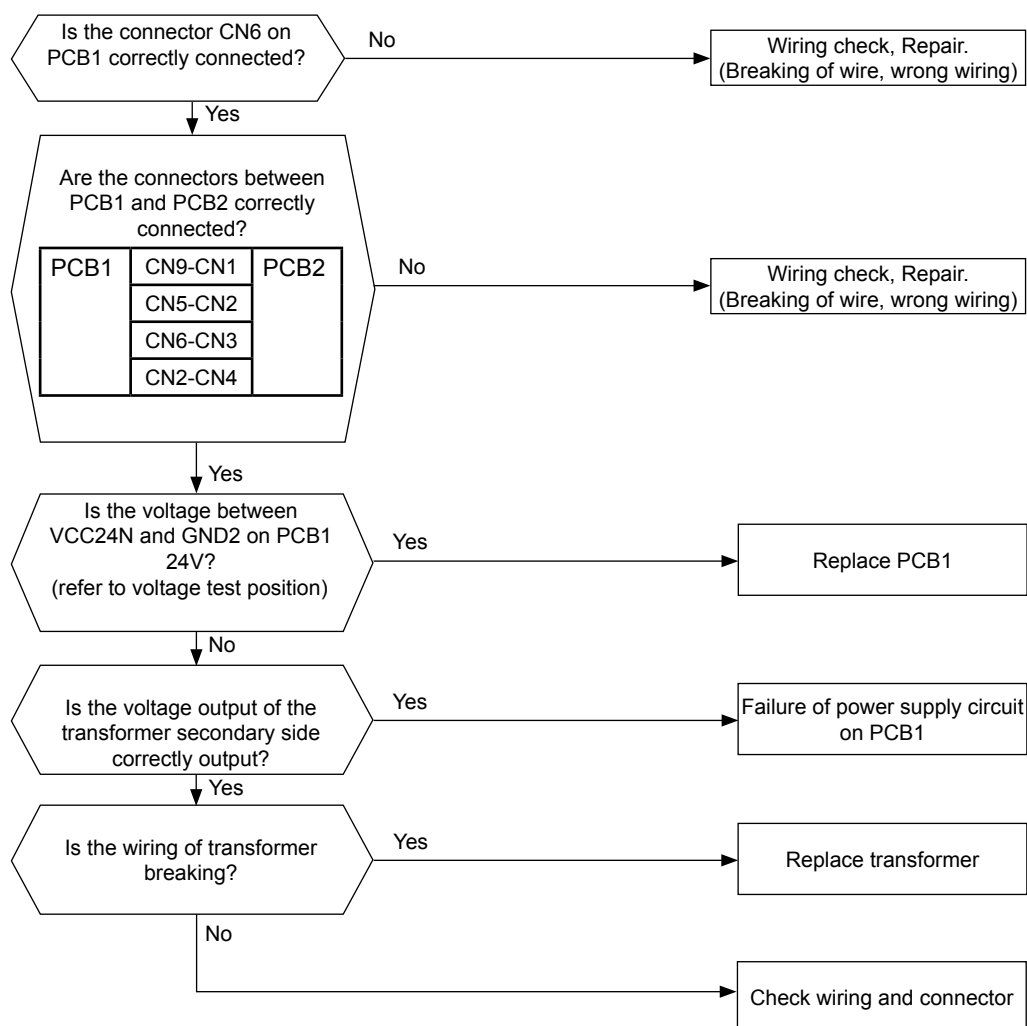 Is the connector CN6 on
PCB1 correctly connected?
No
Wiring check, Repair.
(Breaking of wire, wrong wiring)
Yes
Are the connectors between
PCB1 and PCB2 correctly
connected?
PCB1
CN9-CN1
PCB2
CN5-CN2
CN6-CN3
CN2-CN4
No
Wiring check, Repair.
(Breaking of wire, wrong wiring)
Yes
Is the voltage between
VCC24N and GND2 on PCB1
24V?
(refer to voltage test position)
Yes
Replace PCB1
No
Is the voltage output of the
transformer secondary side
correctly output?
Yes
Failure of power supply circuit
on PCB1
Yes
Is the wiring of transformer
breaking?
Yes
Replace transformer
No
Check wiring and connector